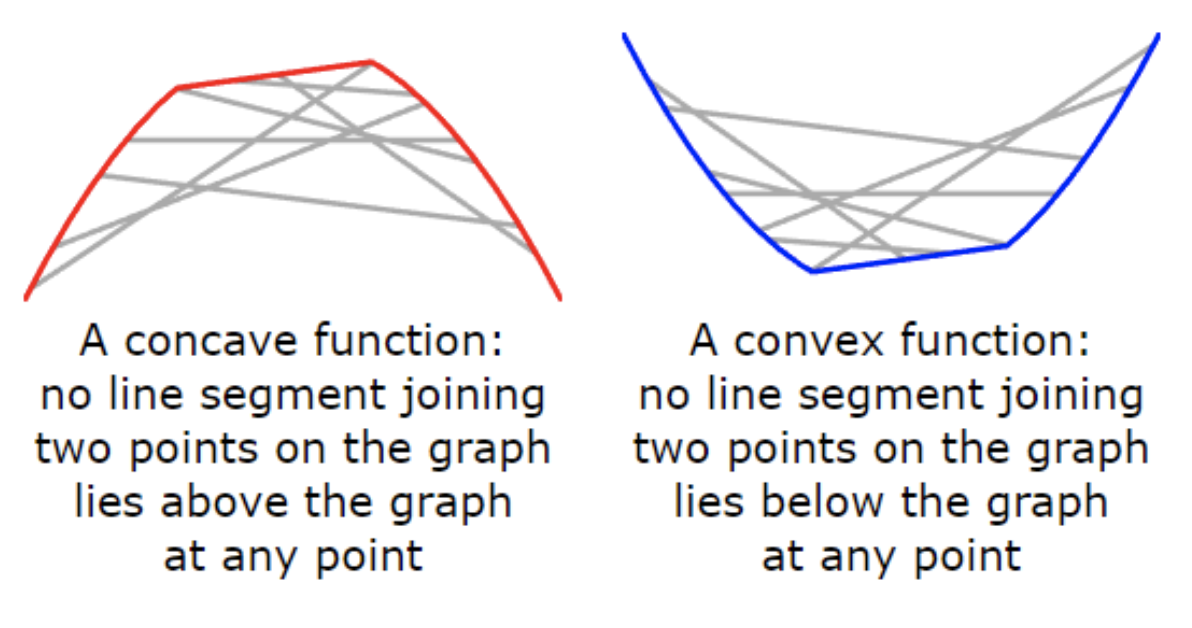 A concave function:
no line segment joining
two points on the graph
lies above the graph
at any point
A convex function:
no line segment joining
two points on the graph
lies below the graph
at any point